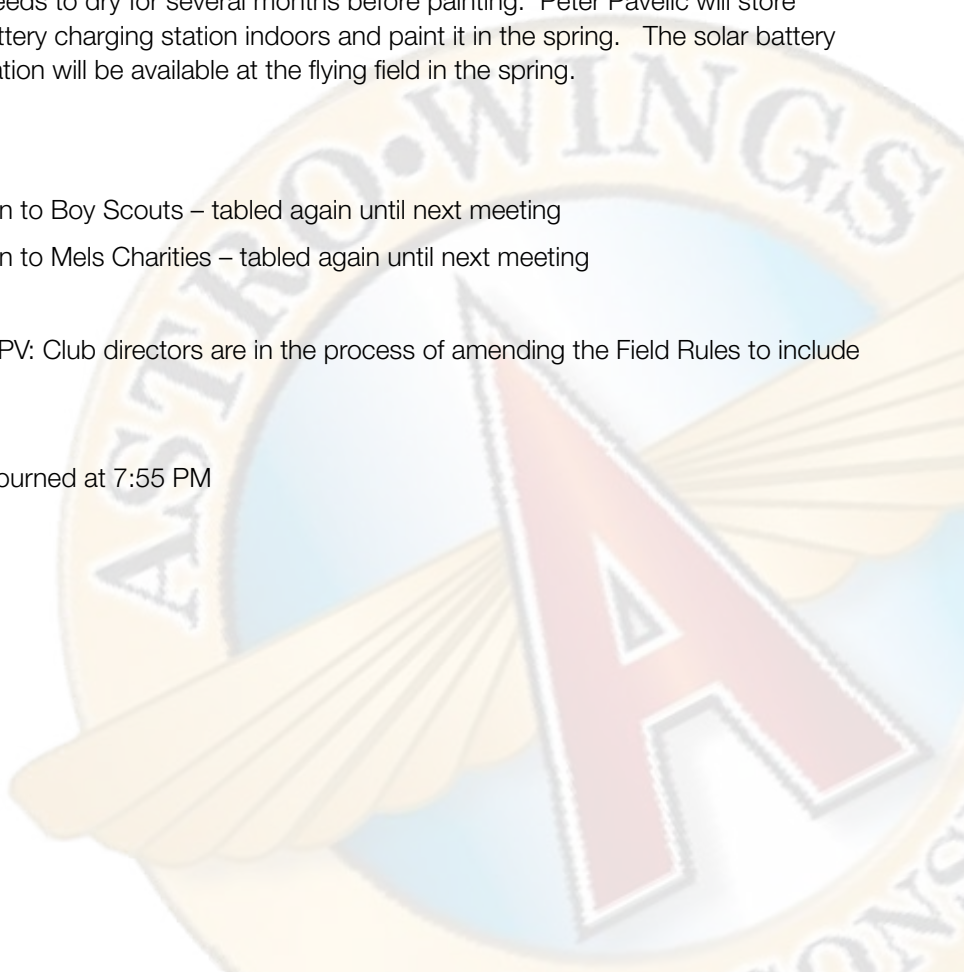 eeds to dry for several months before painting.  Peter Pavelic will store
ttery charging station indoors and paint it in the spring.   The solar battery
ation will be available at the flying field in the spring.
n to Boy Scouts – tabled again until next meeting
n to Mels Charities – tabled again until next meeting
PV: Club directors are in the process of amending the Field Rules to include
ourned at 7:55 PM
ASTRO•WINGS
A
ONS